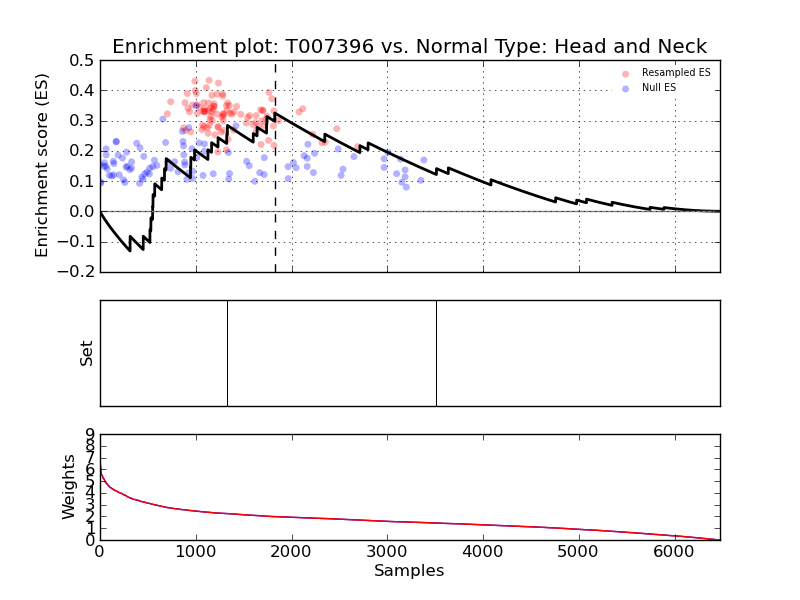 Enrichment plot: T007396 vs. Normal Type: Head and Neck
Enrichment score (ES)
0.5
0.4
0.3
0.2
0.1
0.0
−0.1
−0.2
Resampled ES
Null ES
Set
Weights
9
8
7
6
5
4
3
2
1
0
0 1000 2000 3000 4000 5000 6000
Samples